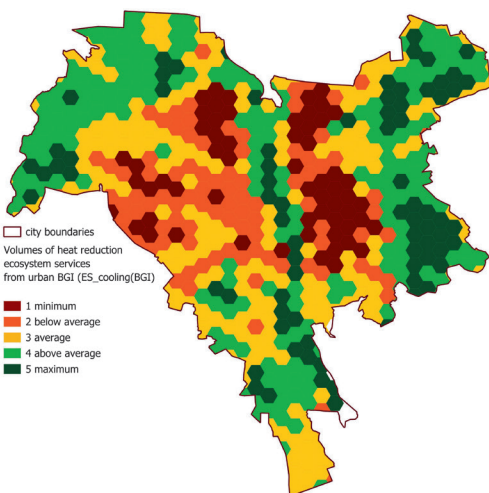 city boundaries
Volumes of heat reduction
ecosystem services
from urban BGI (ES_cooling(BGI)
1 minimum
2 below average
3 average
4 above average
5 maximum